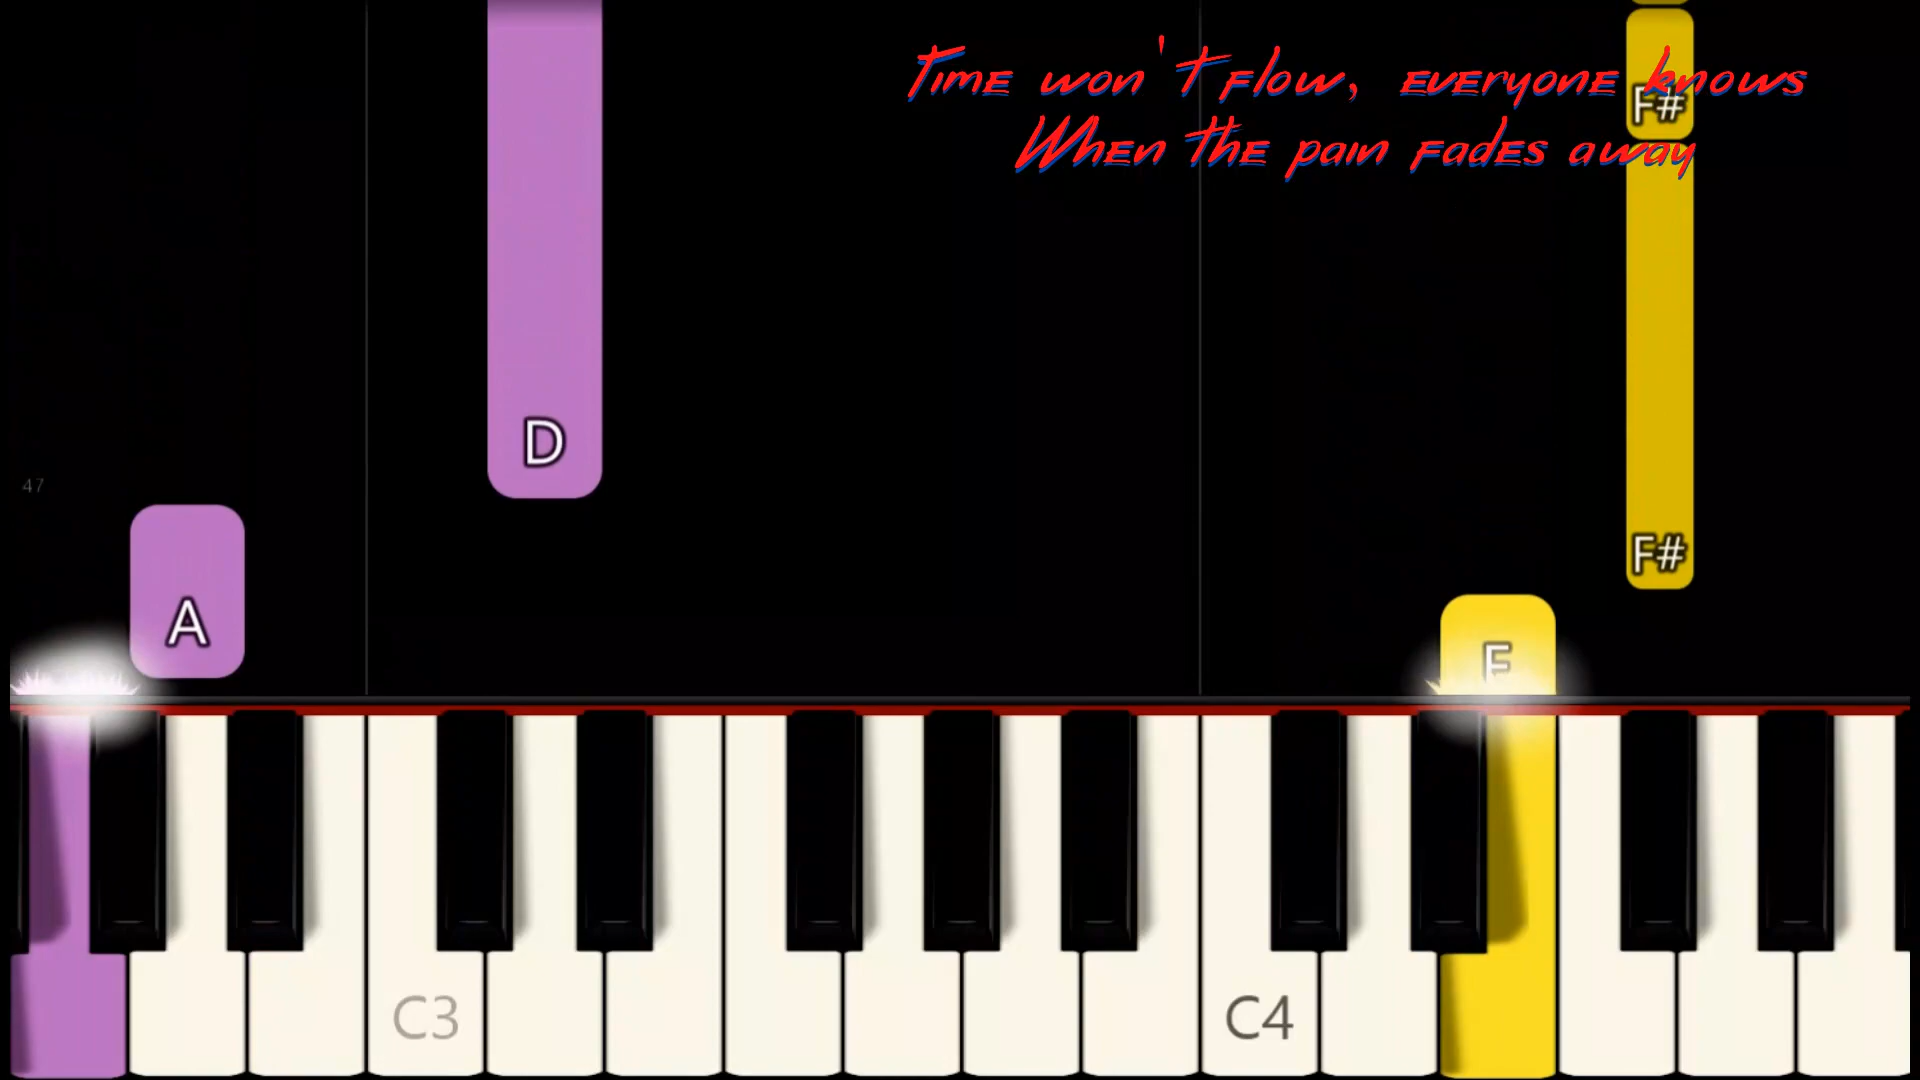 Time won't flow, everyone knows
F#
When the pain fades away
D
47
F#
A
E
C3
C4